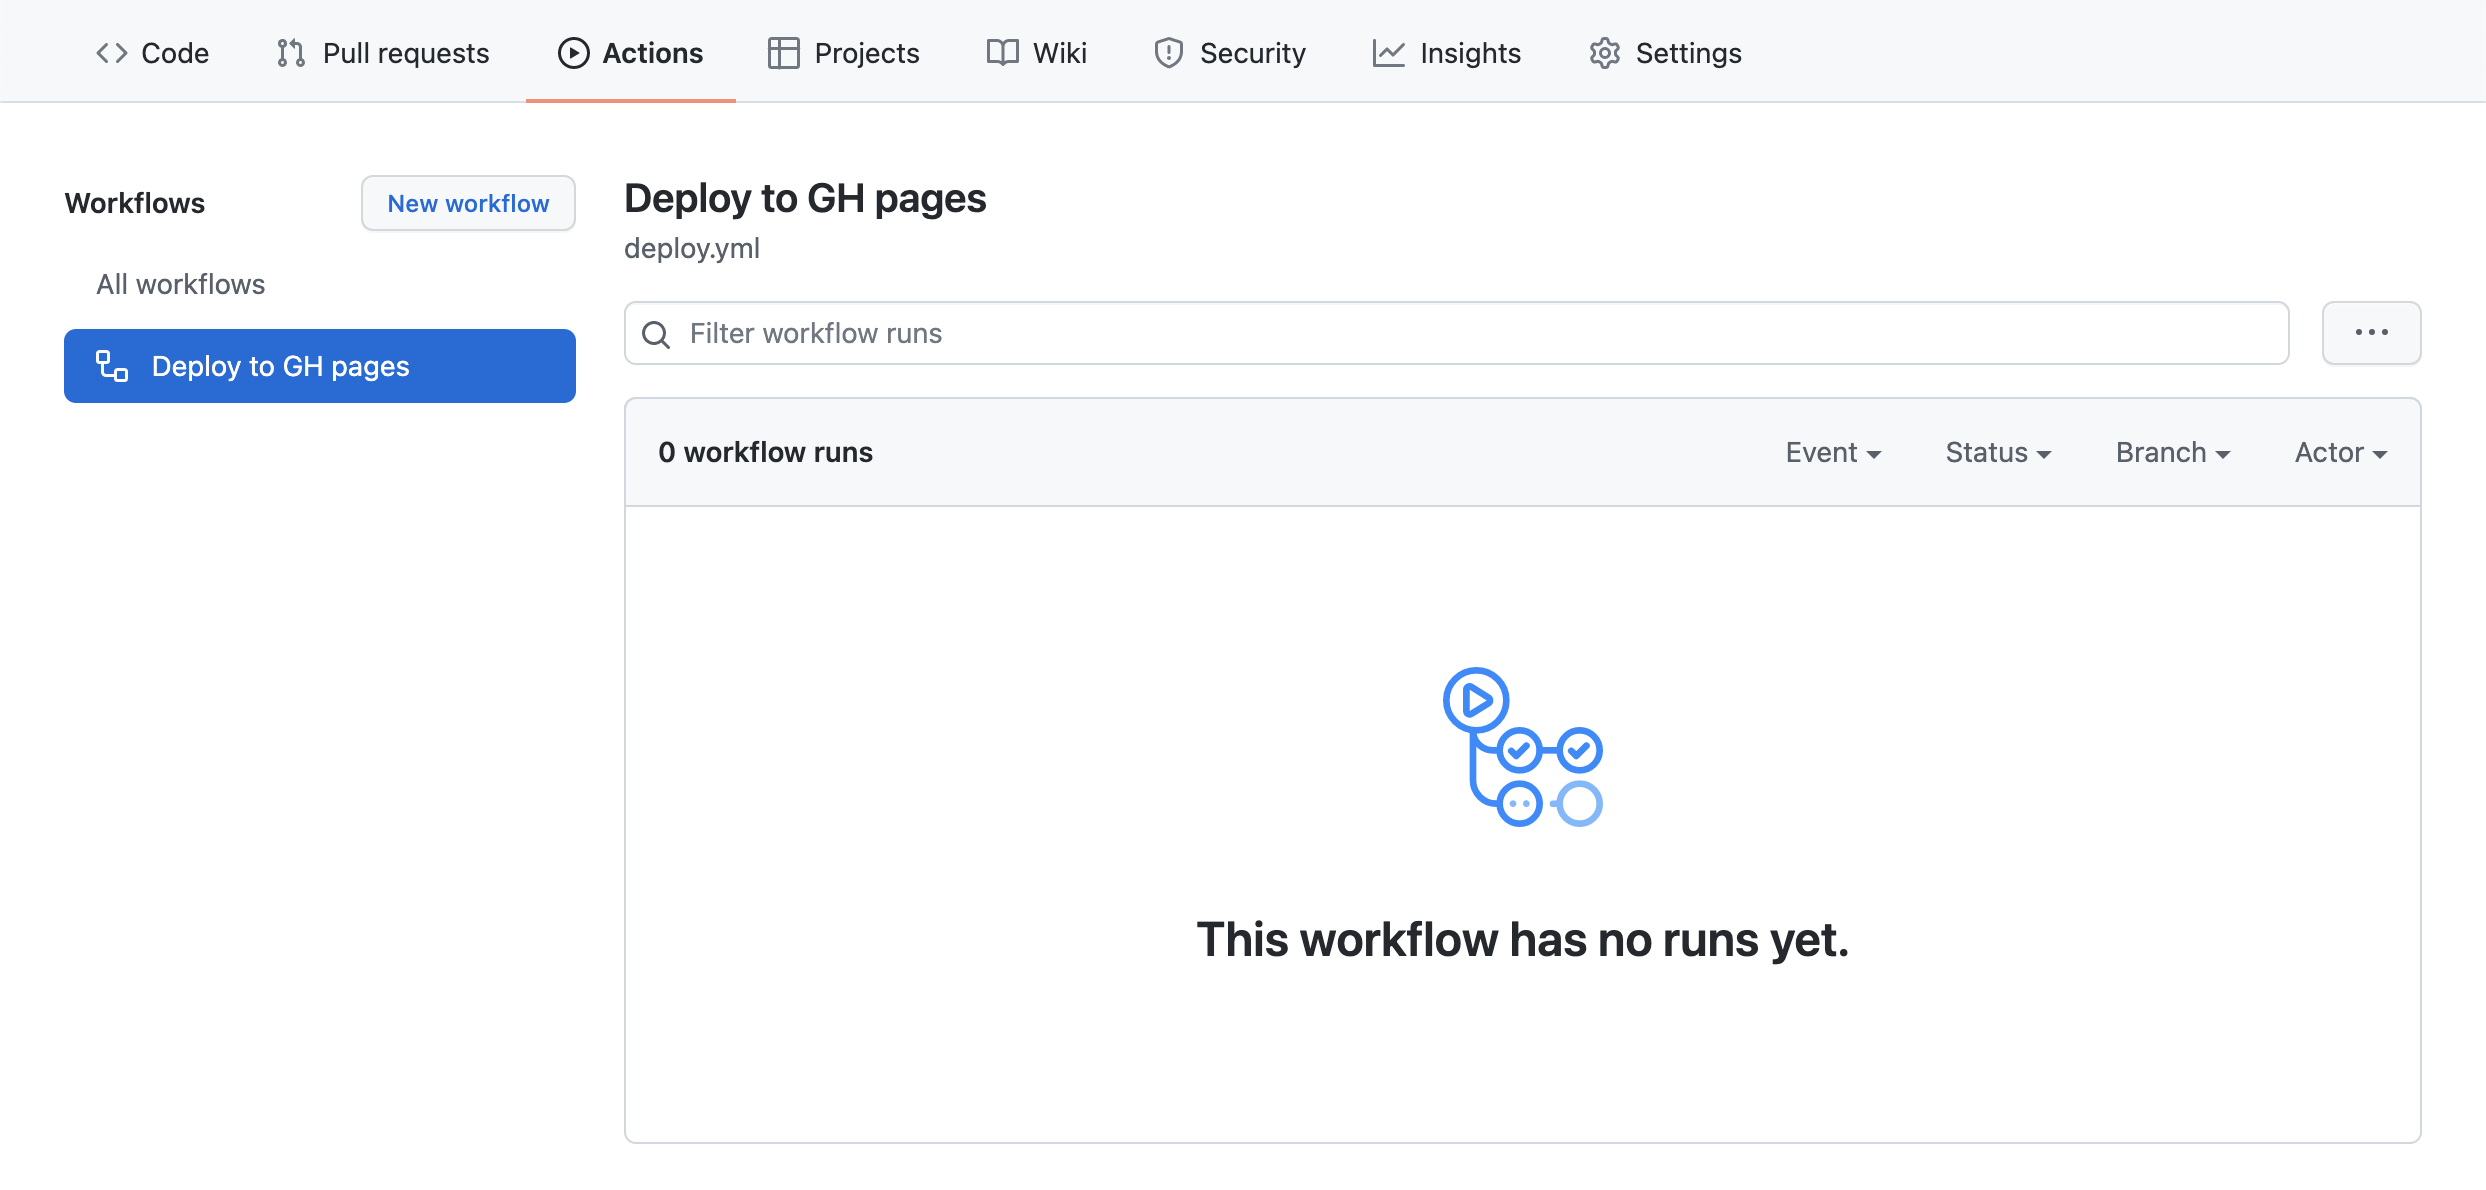 Code Pull requests Actions Projects Wiki Security Insights Settings
Workflows
New workflow
All workflows
Deploy to GH pages
Deploy to GH pages
deploy.yml
Filter workflow runs
0 workflow runs
Event Status Branch Actor
This workflow has no runs yet.